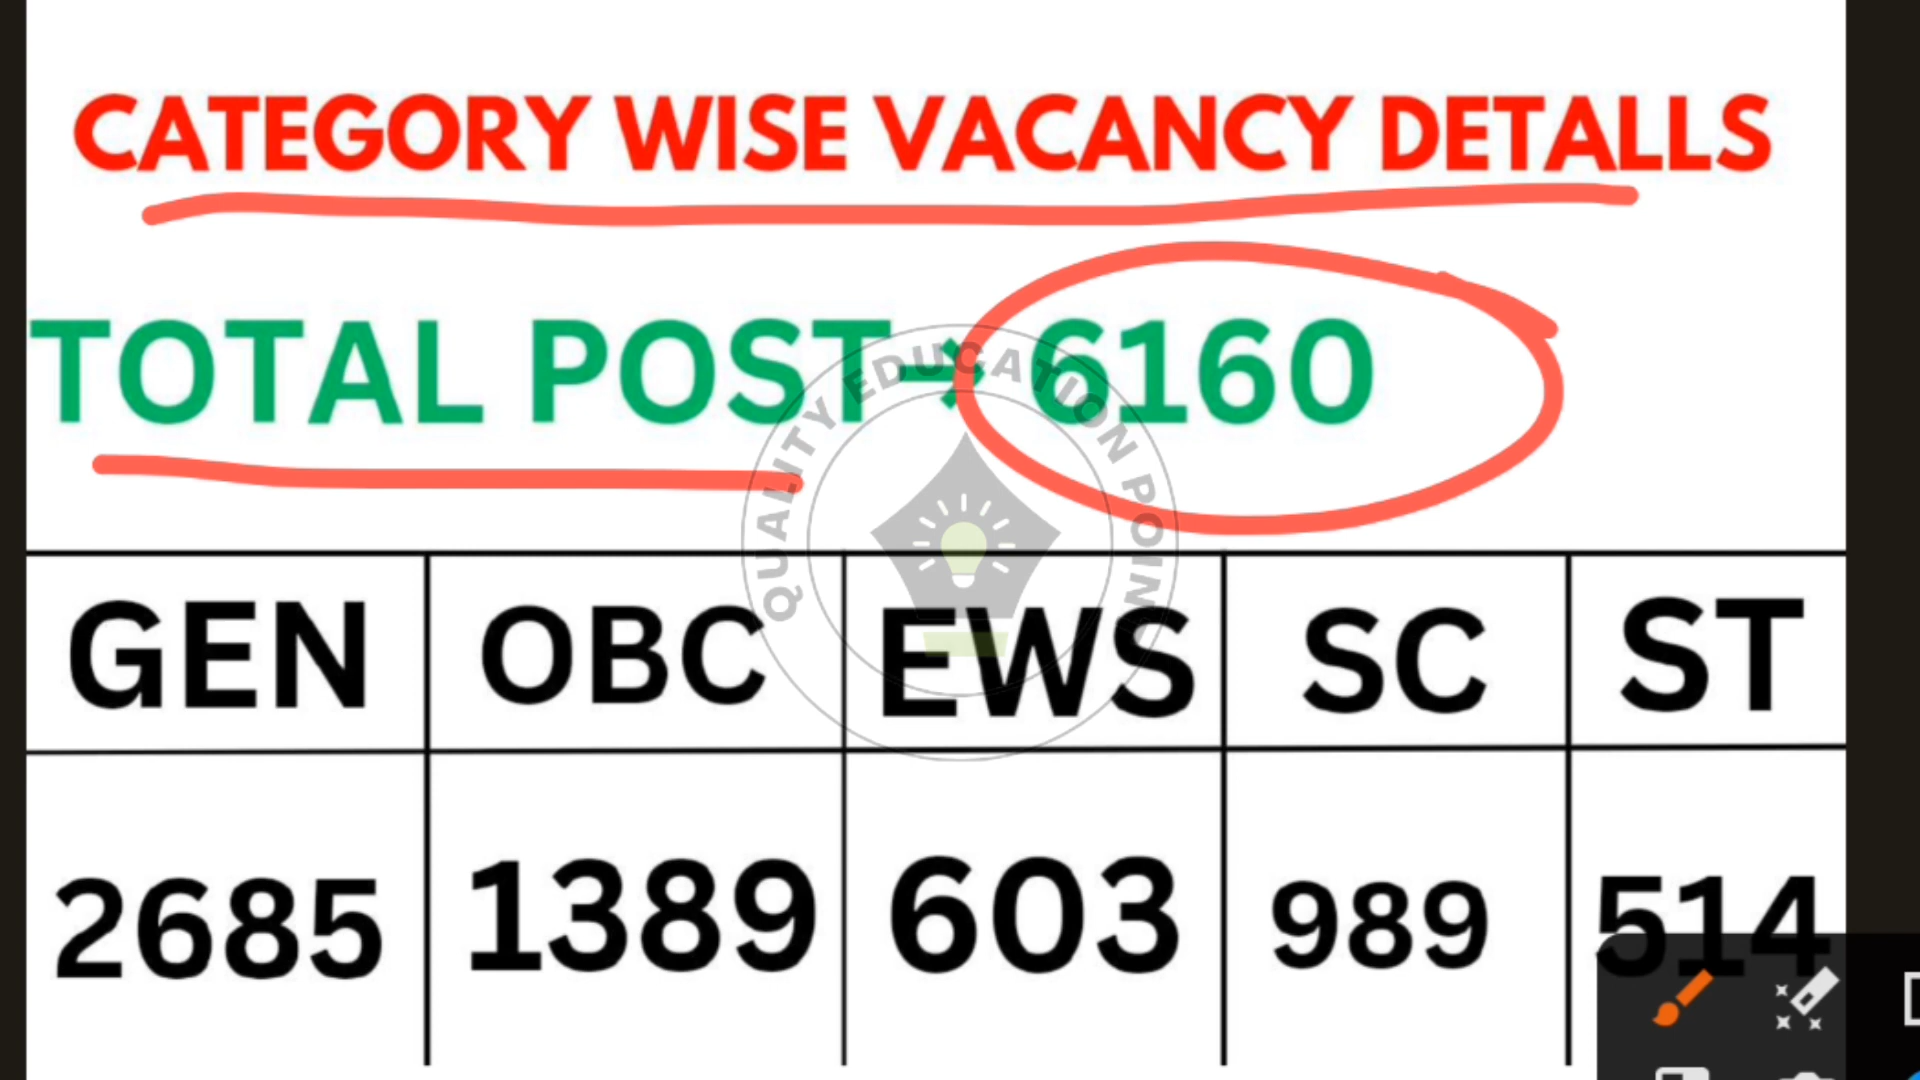 CATEGORY WISE VACANCY DETALLS
TOTAL POST → 6160
QUALITY EDUCATION POINT
GEN OBC EWS SC ST
2685 1389 603 989 514